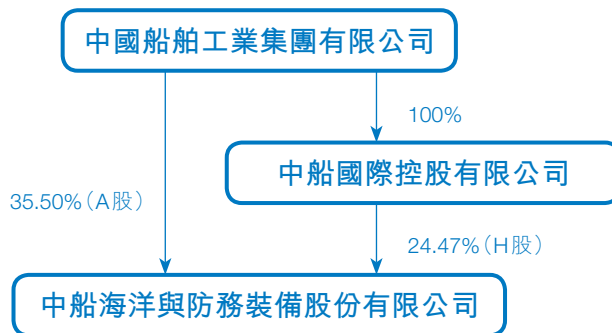 中國船舶工業集團有限公司
100%
中船國際控股有限公司
35.50%(A股)
24.47%(H股)
中船海洋與防務裝備股份有限公司